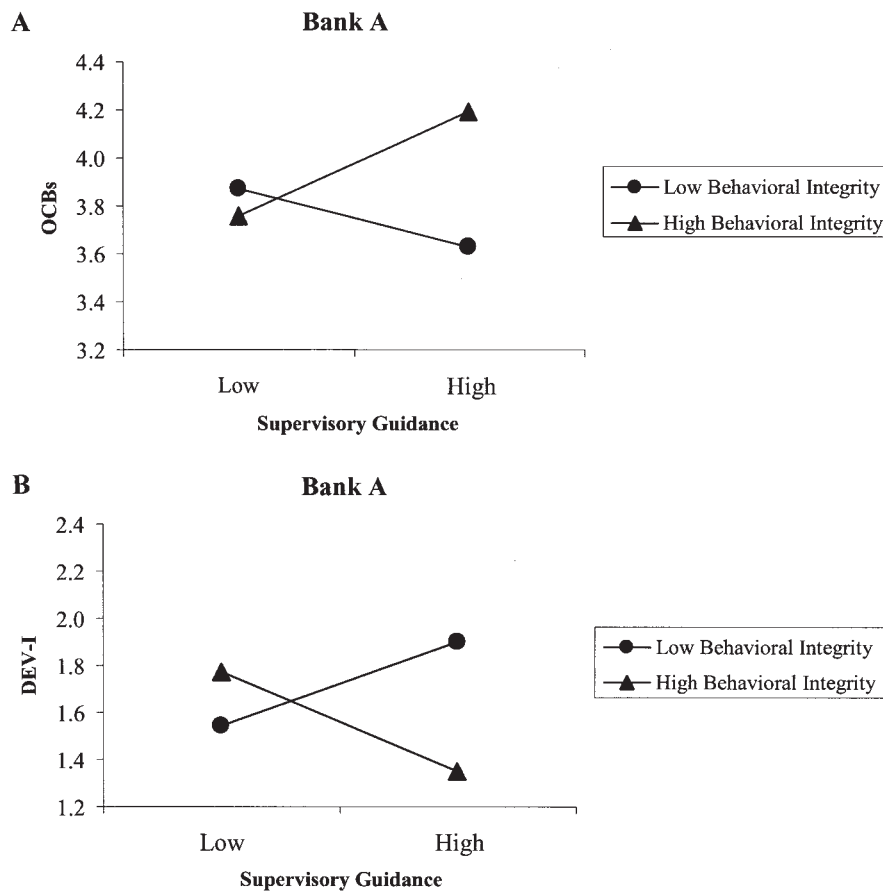 A
Bank A
4.4
4.2
4.0
3.8
3.6
3.4
3.2
OCBs
Low
High
Supervisory Guidance
Low Behavioral Integrity
High Behavioral Integrity
B
Bank A
2.4
2.2
2.0
1.8
1.6
1.4
1.2
DEV-I
Low
High
Supervisory Guidance
Low Behavioral Integrity
High Behavioral Integrity